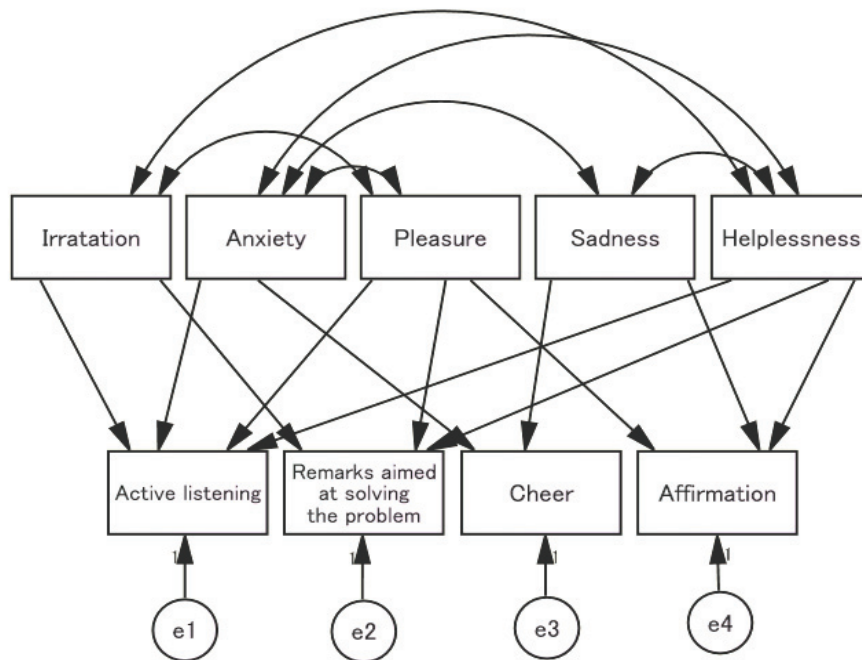 Irratation
Anxiety
Pleasure
Sadness
Helplessness
Active listening
Remarks aimed
at solving
the problem
Cheer
Affirmation
1
1
1
1
e1
e2
e3
e4